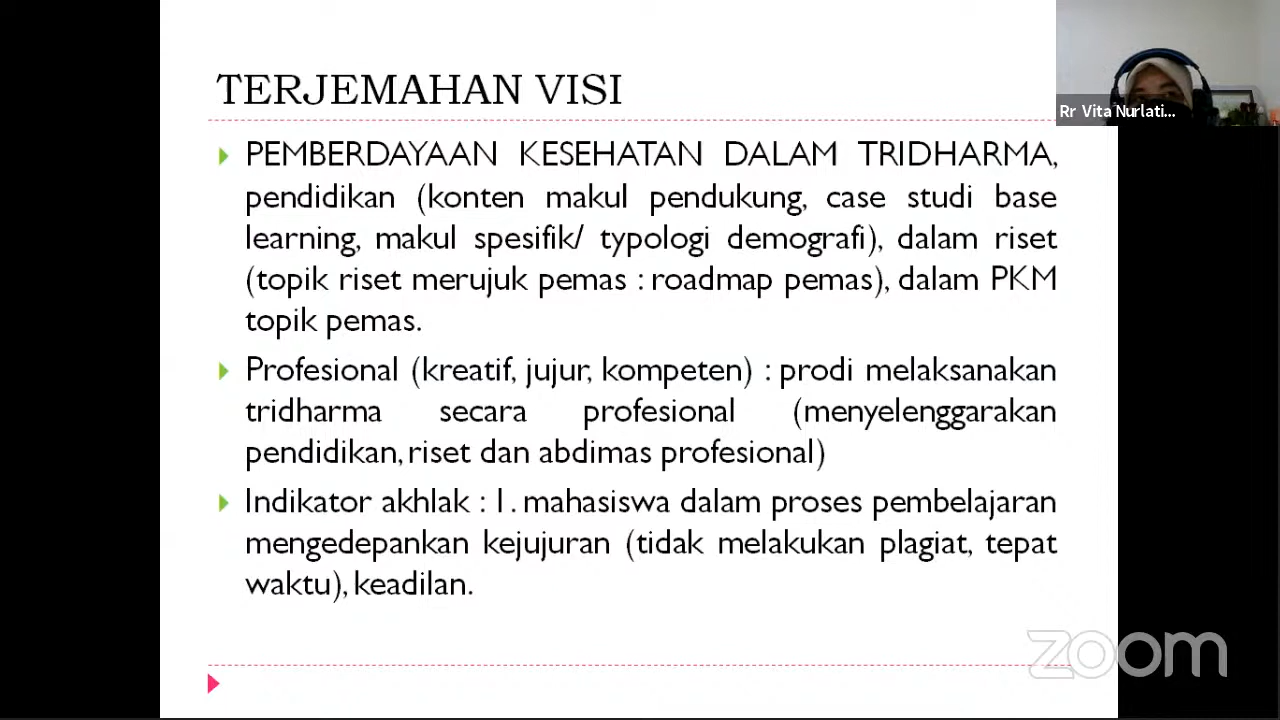 TERJEMAHAN VISI
PEMBERDAYAAN KESEHATAN DALAM TRIDHARMA,
pendidikan (konten makul pendukung, case studi base
learning, makul spesifik/ typologi demografi), dalam riset
(topik riset merujuk pemas : roadmap pemas), dalam PKM
topik pemas.
Profesional (kreatif, jujur, kompeten) : prodi melaksanakan
tridharma secara profesional (menyelenggarakan
pendidikan, riset dan abdimas profesional)
Indikator akhlak : 1. mahasiswa dalam proses pembelajaran
mengedepankan kejujuran (tidak melakukan plagiat, tepat
waktu), keadilan.
Rr Vita Nurlati...
zoom